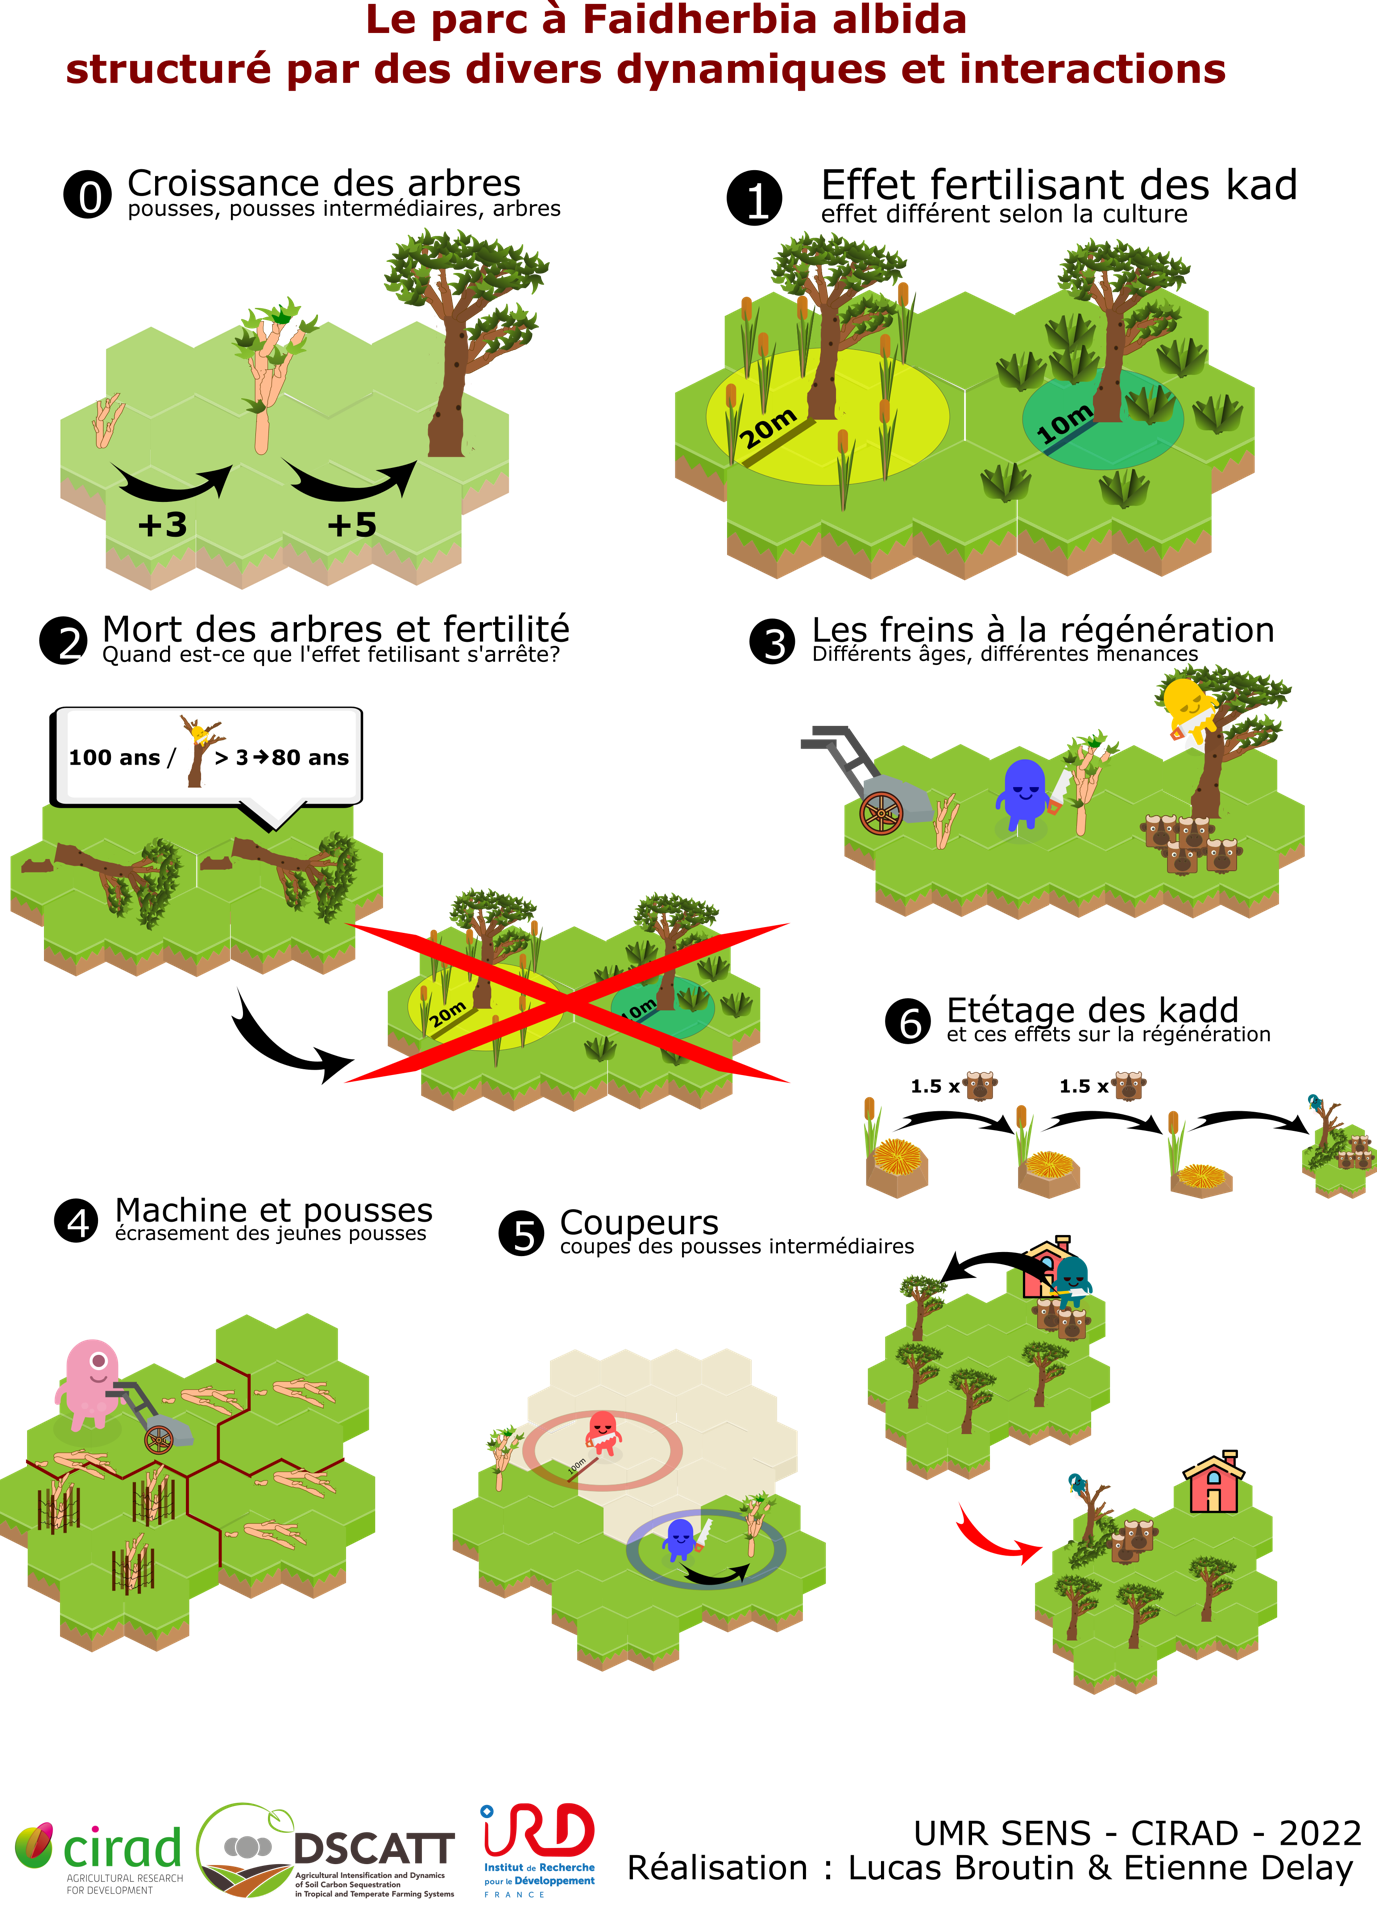 Le parc à Faidherbia albida
structuré par des divers dynamiques et interactions
0
Croissance des arbres
pousses, pousses intermédiaires, arbres
+3
+5
1
Effet fertilisant des kad
effet différent selon la culture
20m
10m
2
Mort des arbres et fertilité
Quand est-ce que l'effet fetilisant s'arrête?
100 ans / > 3 → 80 ans
20m
10m
3
Les freins à la régénération
Différents âges, différentes menances
4
Machine et pousses
écrasement des jeunes pousses
5
Coupeurs
coupes des pousses intermédiaires
100m
6
Etétage des kadd
et ces effets sur la régénération
1.5 x
1.5 x
cirad
AGRICULTURAL RESEARCH
FOR DEVELOPMENT
DSCATT
Agricultural Intensification and Dynamics
of Soil Carbon Sequestration
in Tropical and Temperate Farming Systems
iRD
Institut de Recherche
pour le Développement
FRANCE
UMR SENS - CIRAD - 2022
Réalisation : Lucas Broutin & Etienne Delay